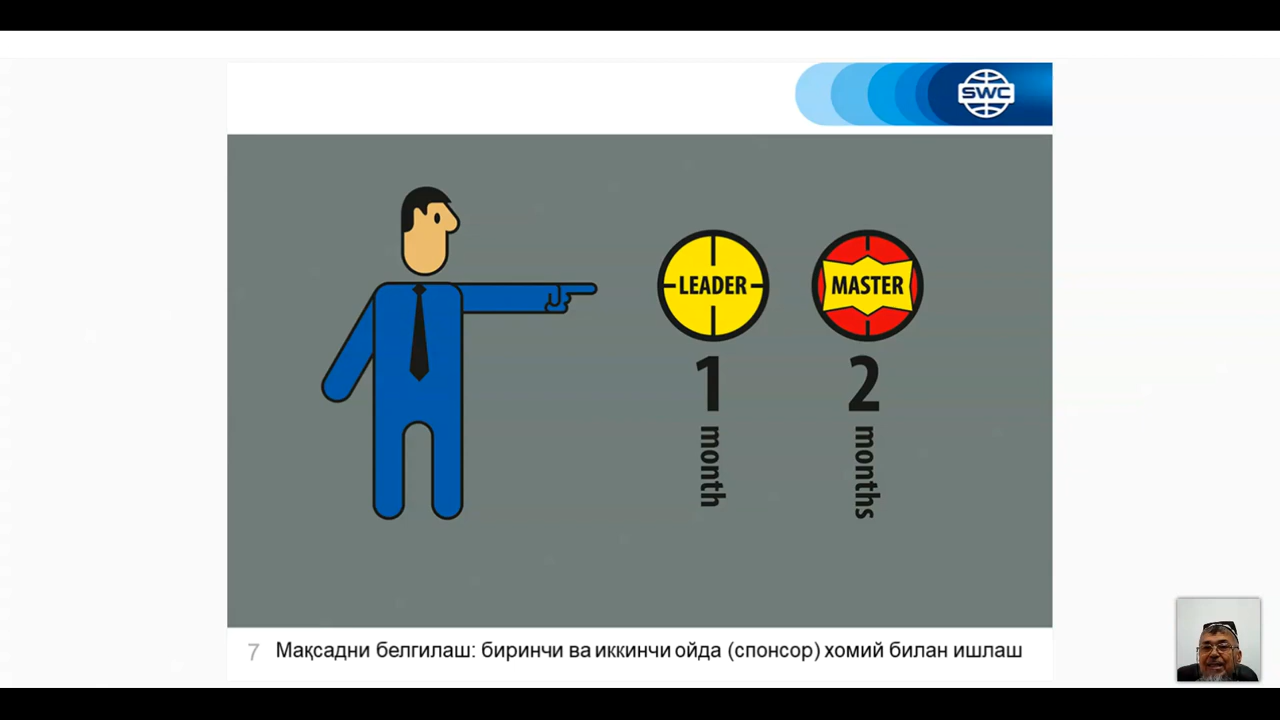 SWC
LEADER
MASTER
1
2
month
months
7 Мақсадни белгилаш: биринчи ва иккинчи ойда (спонсор) хомий билан ишлаш